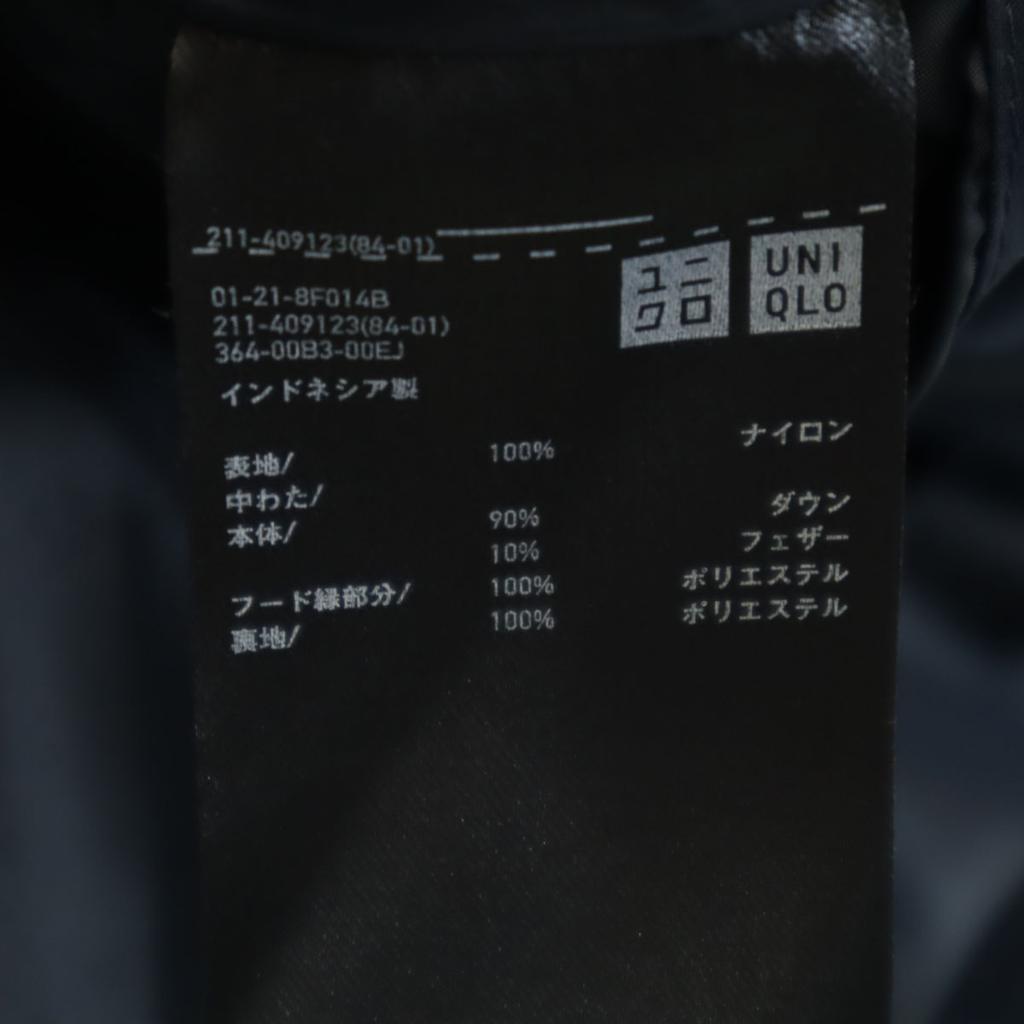 211-409123(84-01)
ユニ
クロ
UNI
QLO
01-21-8F014B
211-409123(84-01)
364-00B3-00EJ
インドネシア製
表地/ 100% ナイロン
中わた/
本体/ 90% ダウン
10% フェザー
フード縁部分/ 100% ポリエステル
裏地/ 100% ポリエステル